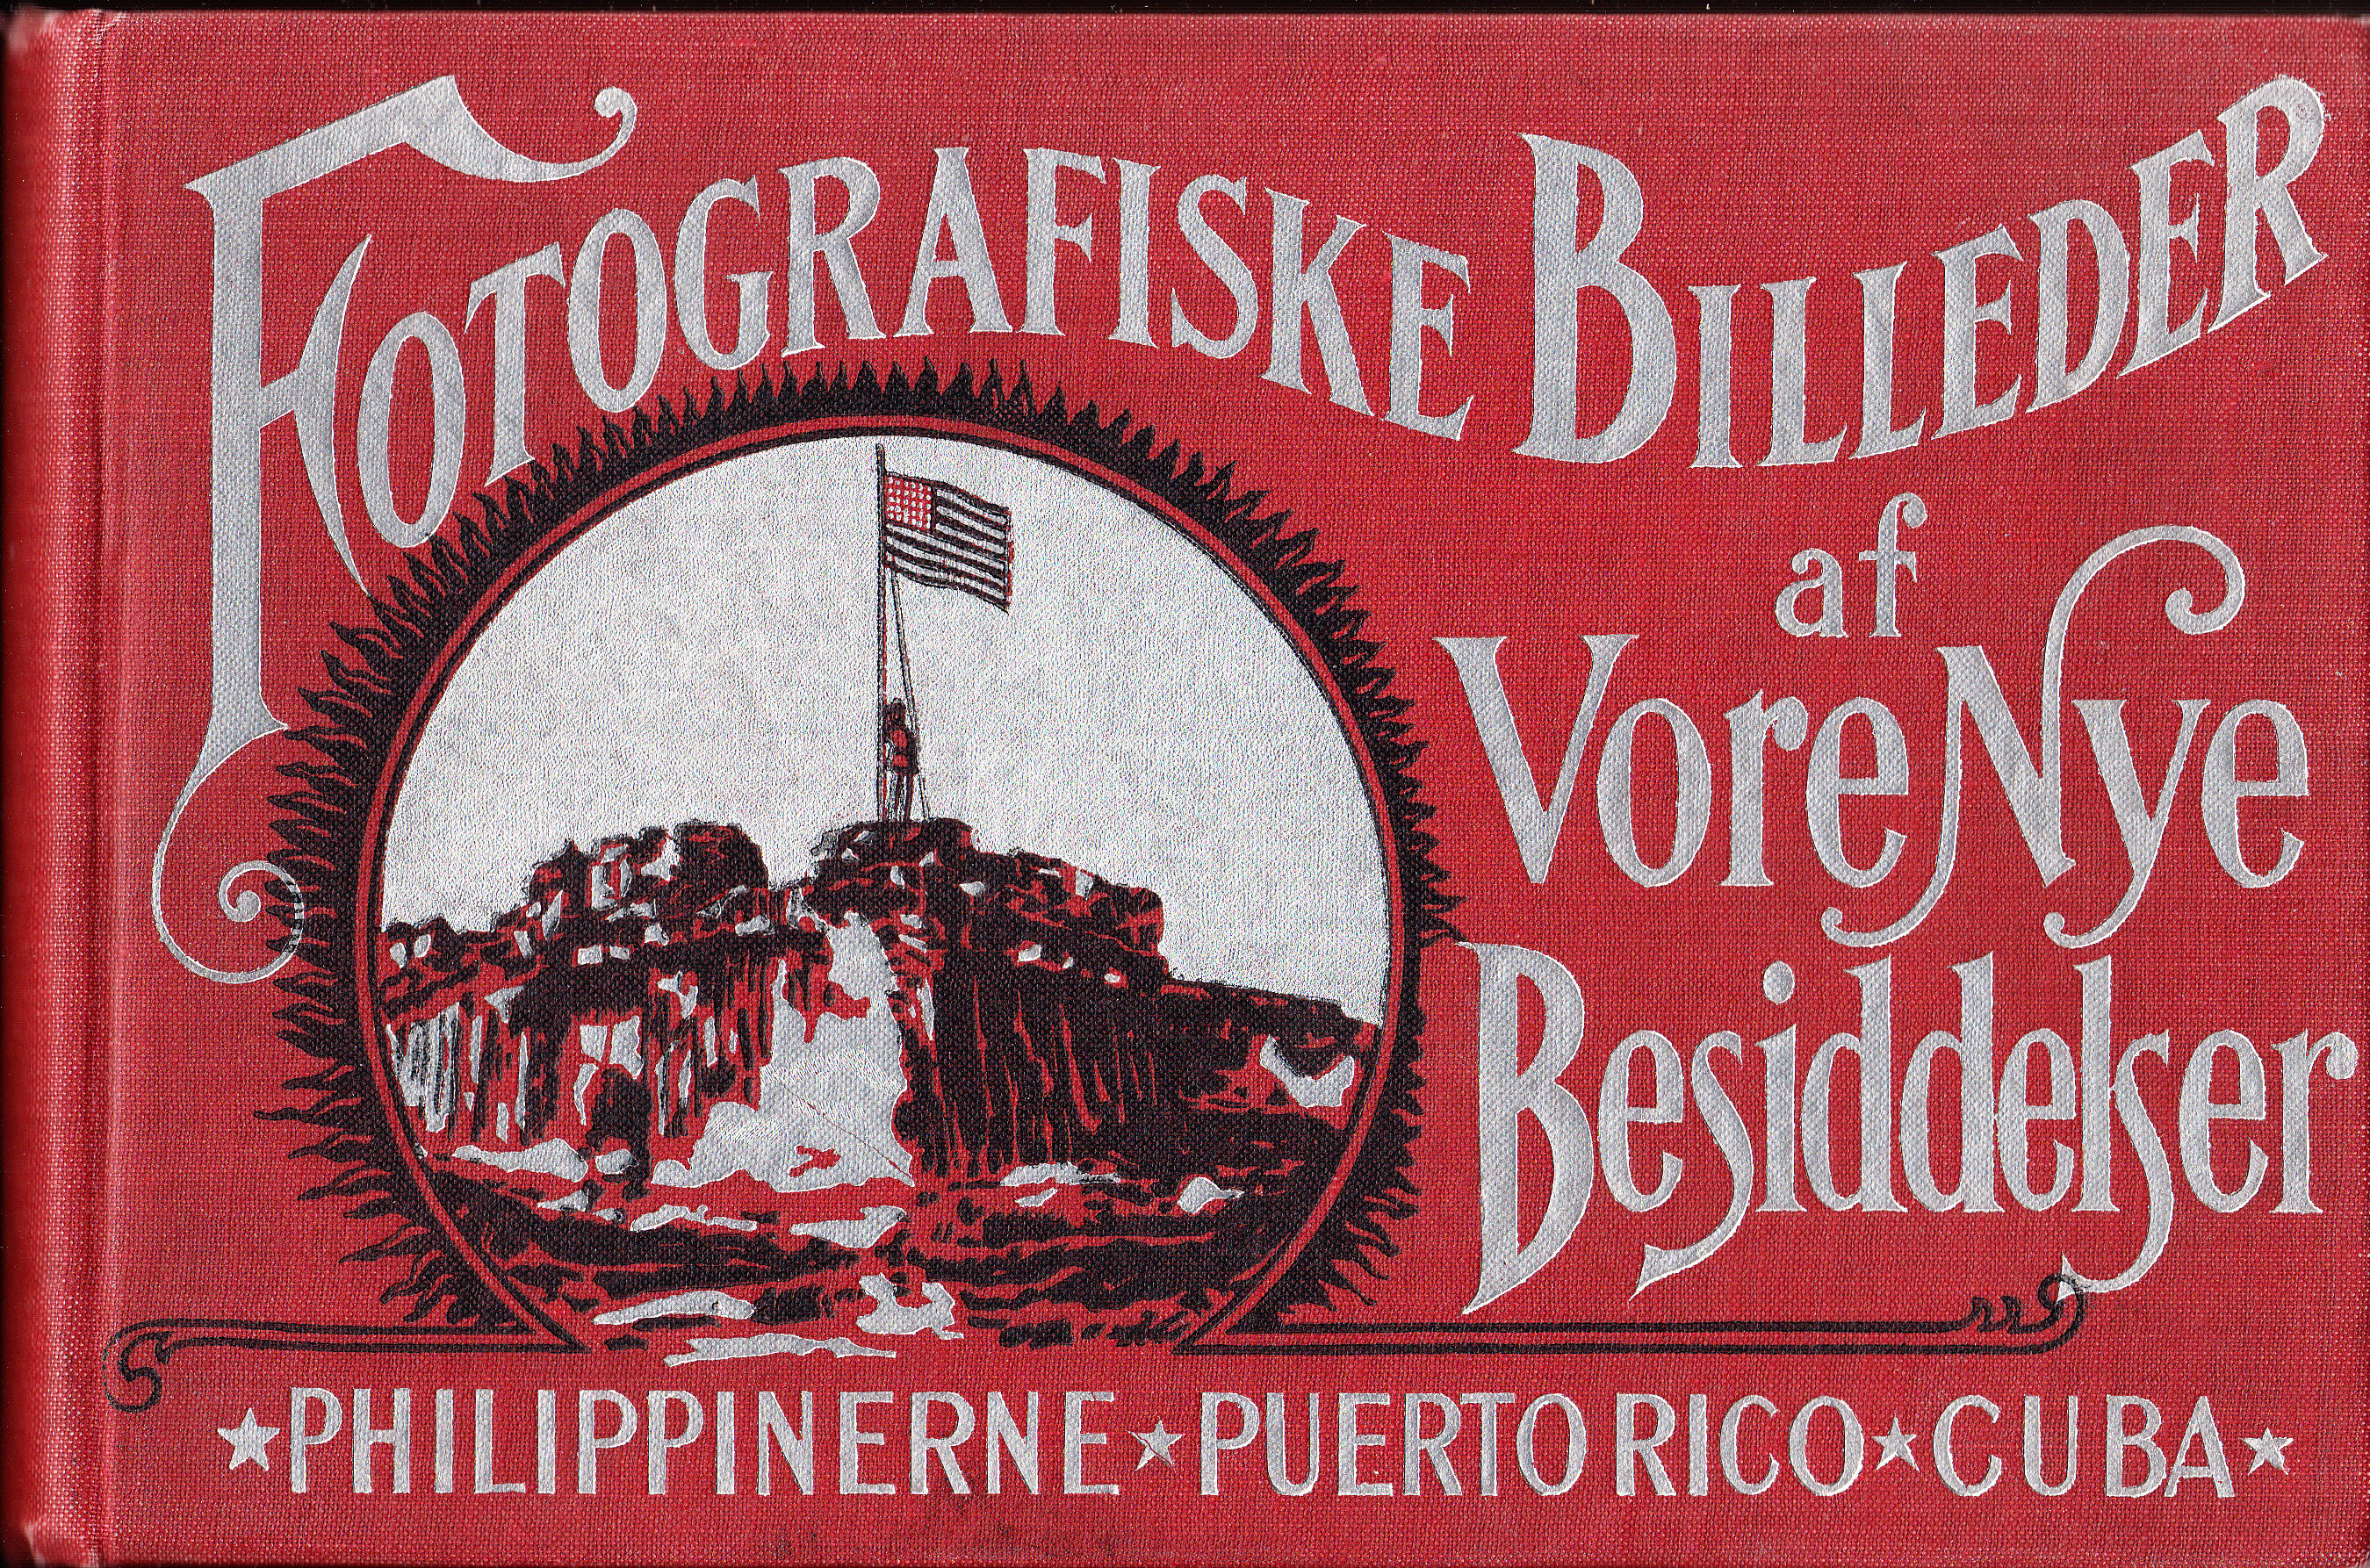 FOTOGRAFISKE BILLEDER
af
Vore Nye
Besiddelser
★PHILIPPINERNE★PUERTO RICO★CUBA★